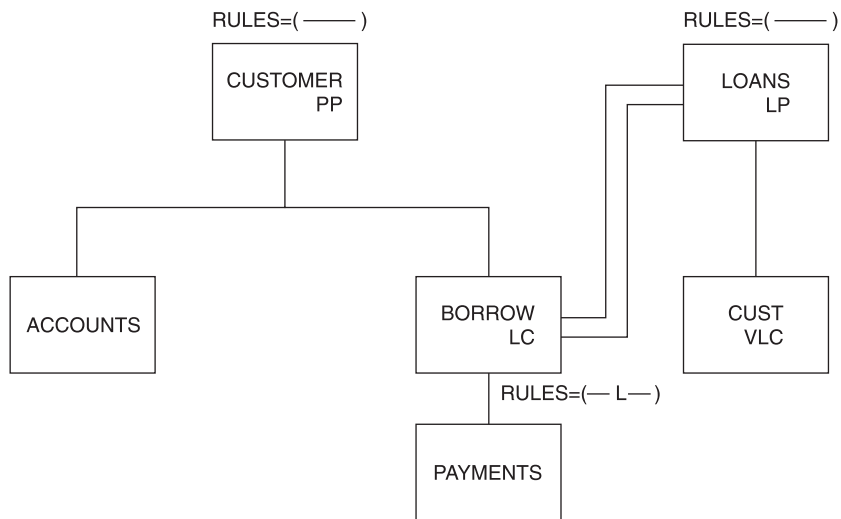 RULES=( —— )
RULES=( —— )
CUSTOMER
PP
LOANS
LP
ACCOUNTS
BORROW
LC
CUST
VLC
RULES=(— L— )
PAYMENTS